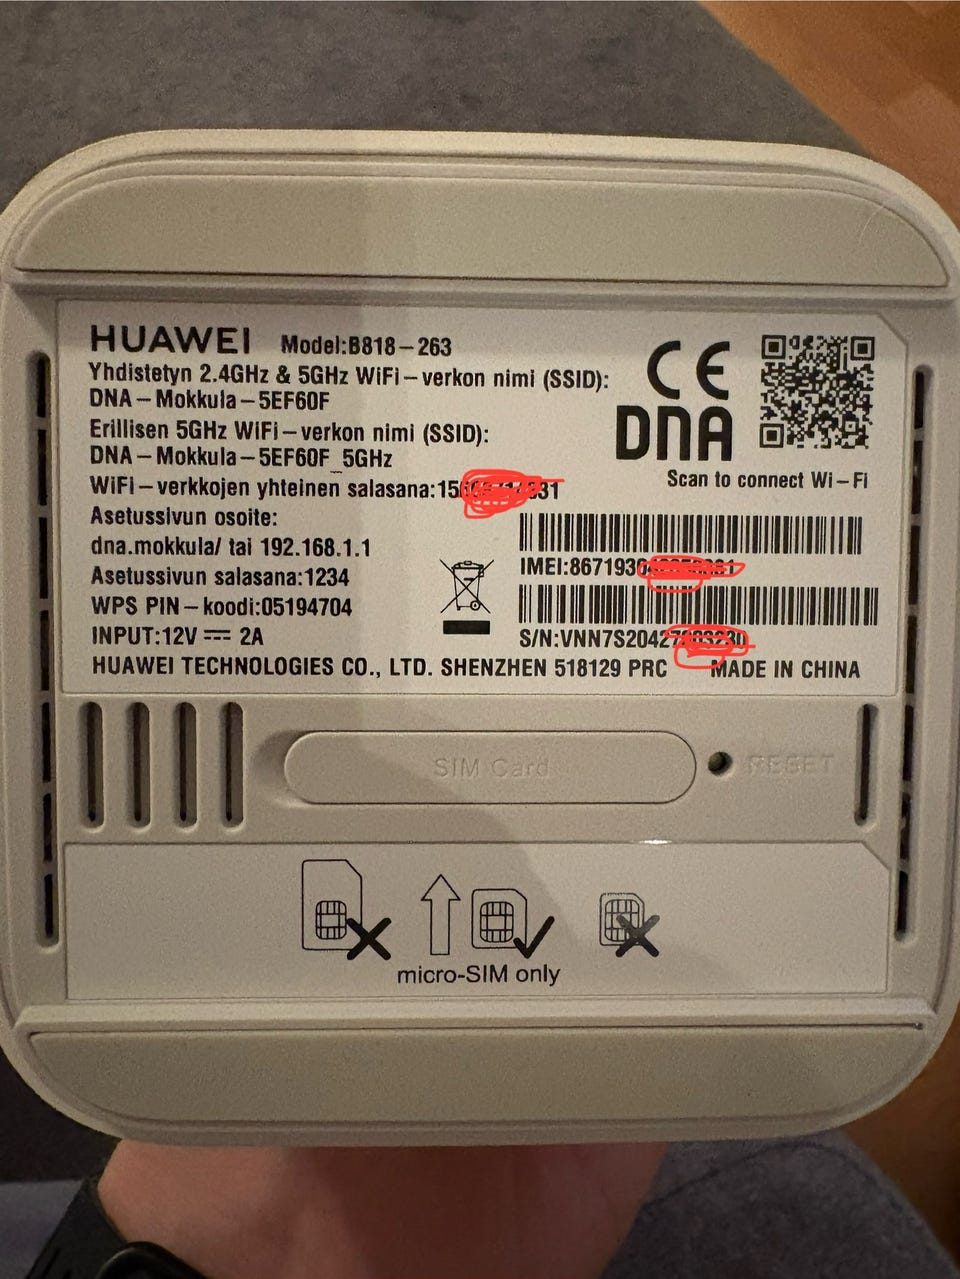 HUAWEI Model:B818-263
Yhdistetyn 2.4GHz & 5GHz WiFi-verkon nimi (SSID):
DNA-Mokkula-5EF60F
Erillisen 5GHz WiFi-verkon nimi (SSID):
DNA-Mokkula-5EF60F_5GHz
WiFi-verkkojen yhteinen salasana:
Asetussivun osoite:
dna.mokkula/ tai 192.168.1.1
Asetussivun salasana:1234
WPS PIN-koodi:05194704
INPUT:12V ⎓ 2A
HUAWEI TECHNOLOGIES CO., LTD. SHENZHEN 518129 PRC
CE
DNA
Scan to connect Wi-Fi
IMEI:
S/N:
MADE IN CHINA
SIM Card
RESET
micro-SIM only